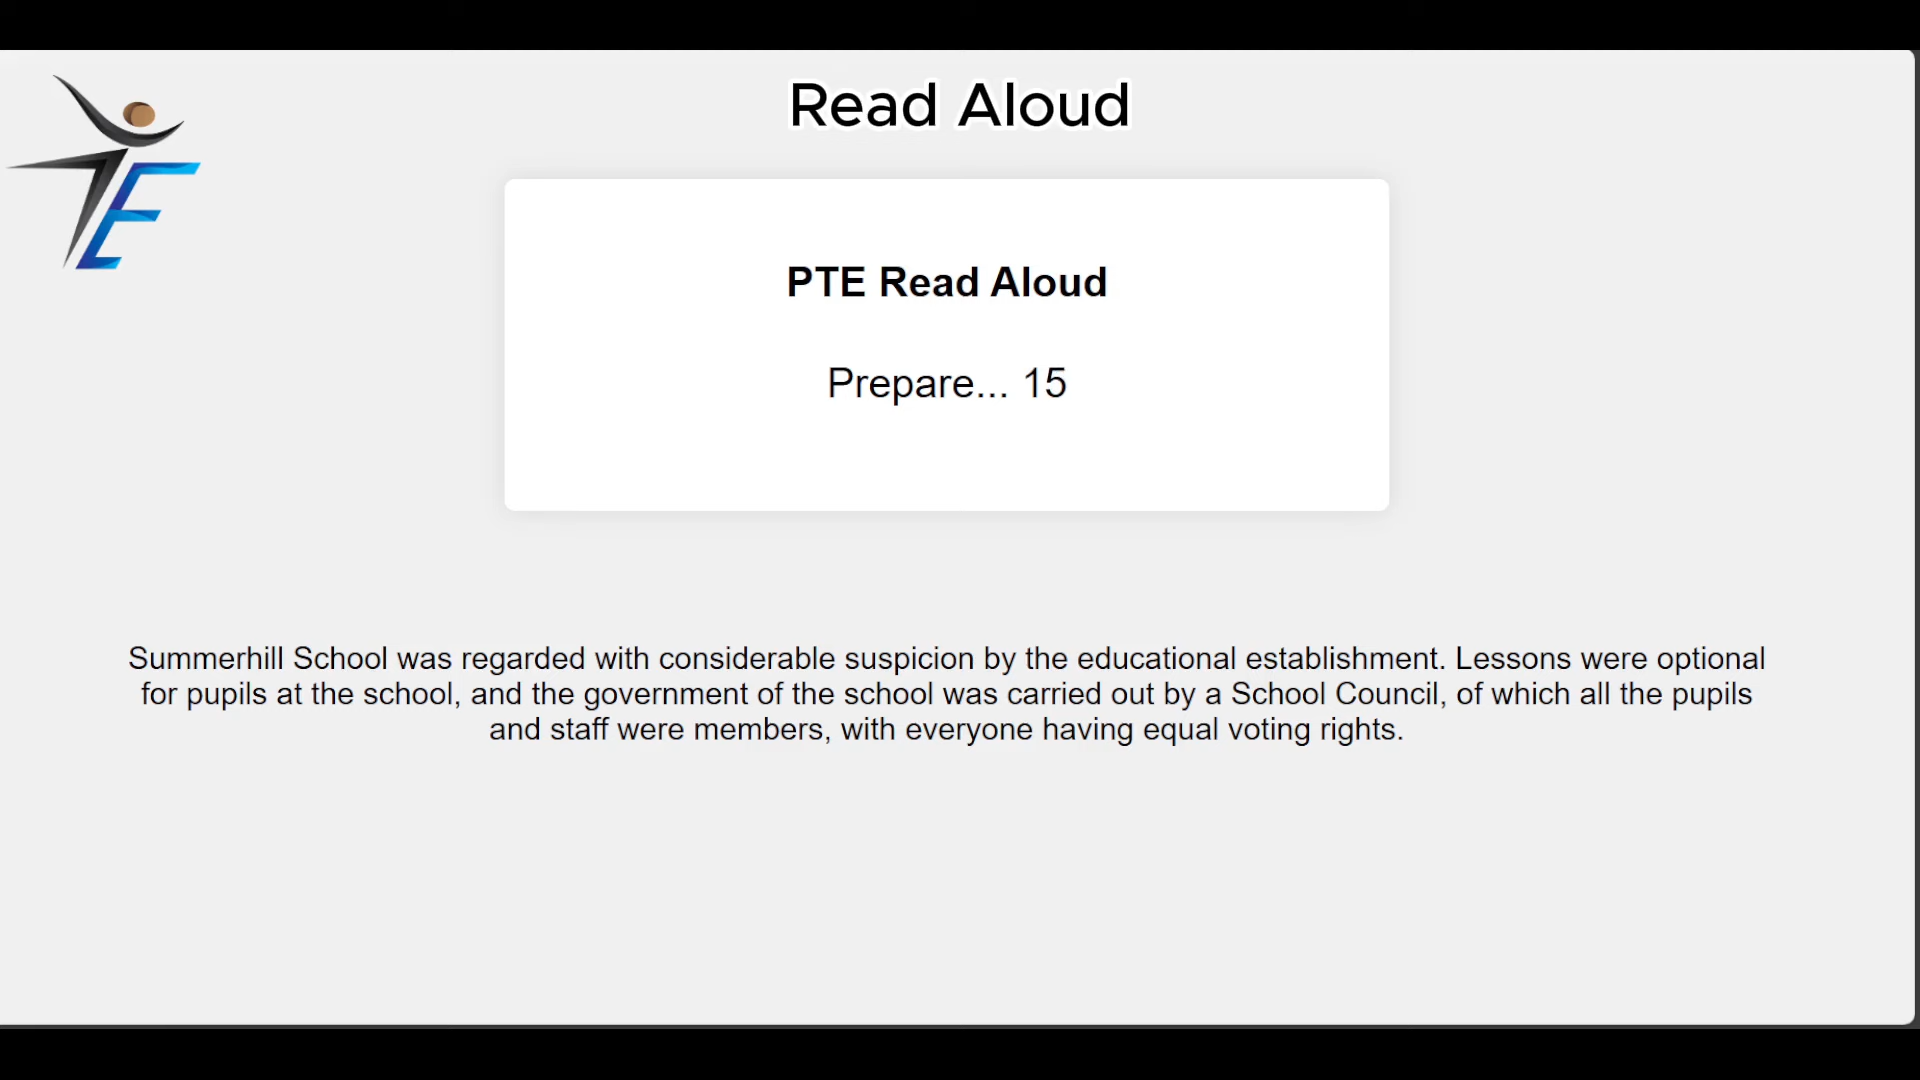 Read Aloud
PTE Read Aloud
Prepare... 15
Summerhill School was regarded with considerable suspicion by the educational establishment. Lessons were optional
for pupils at the school, and the government of the school was carried out by a School Council, of which all the pupils
and staff were members, with everyone having equal voting rights.